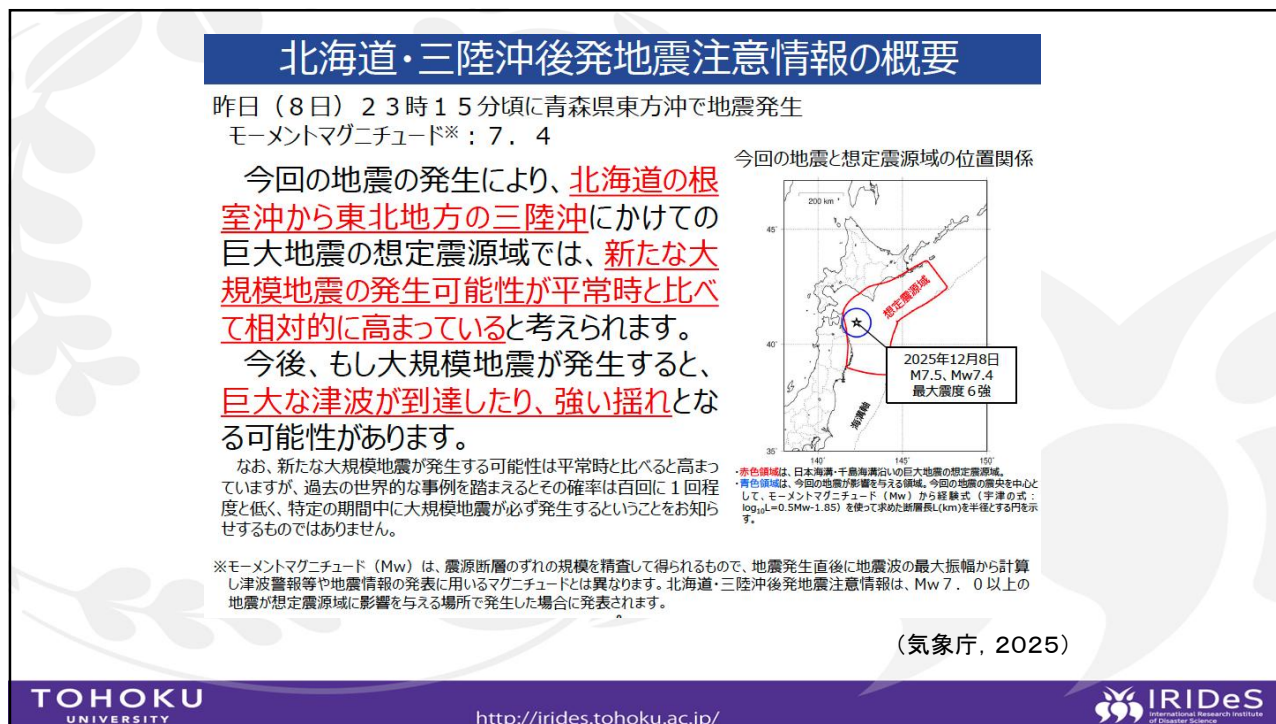 北海道・三陸沖後発地震注意情報の概要
昨日（8日）２３時１５分頃に青森県東方沖で地震発生
モーメントマグニチュード※：７．４
今回の地震の発生により、北海道の根
室沖から東北地方の三陸沖にかけての
巨大地震の想定震源域では、新たな大
規模地震の発生可能性が平常時と比べ
て相対的に高まっていると考えられます。
今後、もし大規模地震が発生すると、
巨大な津波が到達したり、強い揺れとな
る可能性があります。
なお、新たな大規模地震が発生する可能性は平常時と比べると高まっ
ていますが、過去の世界的な事例を踏まえるとその確率は百回に１回程
度と低く、特定の期間中に大規模地震が必ず発生するということをお知ら
せするものではありません。
今回の地震と想定震源域の位置関係
200 km
45°
40°
35°
140°
145°
150°
想定震源域
海溝軸
2025年12月8日
M7.5、Mw7.4
最大震度６強
・赤色領域は、日本海溝・千島海溝沿いの巨大地震の想定震源域。
・青色領域は、今回の地震が影響を与える領域。今回の地震の震央を中心と
して、モーメントマグニチュード（Mw）から経験式（宇津の式：
log10L=0.5Mw-1.85）を使って求めた断層長L(km)を半径とする円を示
す。
※モーメントマグニチュード（Mw）は、震源断層のずれの規模を精査して得られるもので、地震発生直後に地震波の最大振幅から計算
し津波警報等や地震情報の発表に用いるマグニチュードとは異なります。北海道・三陸沖後発地震注意情報は、Mw７．０以上の
地震が想定震源域に影響を与える場所で発生した場合に発表されます。
（気象庁，2025）
TOHOKU
UNIVERSITY
http://irides.tohoku.ac.jp/
IRIDeS
International Research Institute
of Disaster Science